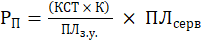 Р_П = (КСТ × К) / ПЛ_з.у. × ПЛ_серв